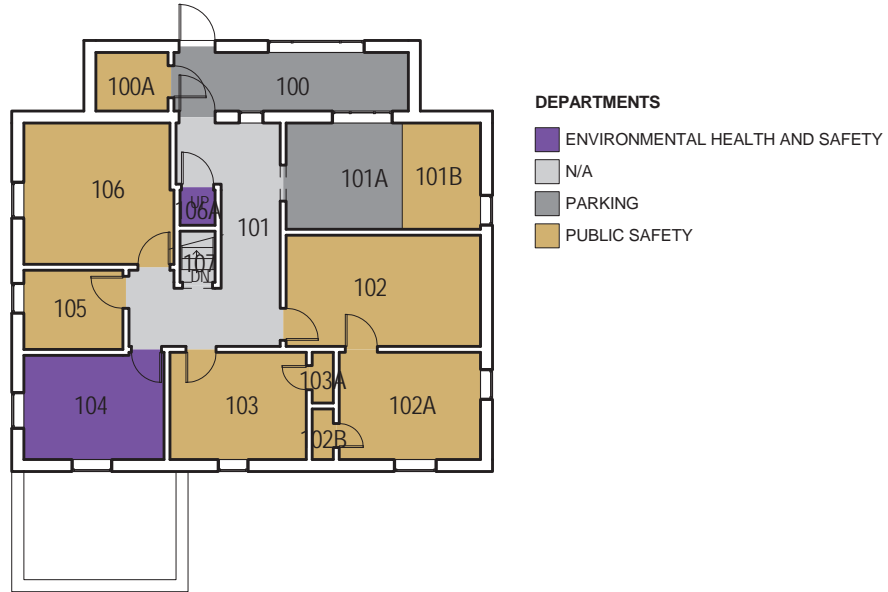 100A
100
DEPARTMENTS
ENVIRONMENTAL HEALTH AND SAFETY
N/A
PARKING
PUBLIC SAFETY
106
101A
101B
UP
106A
101
107
DN
102
105
104
103
103A
102A
102B